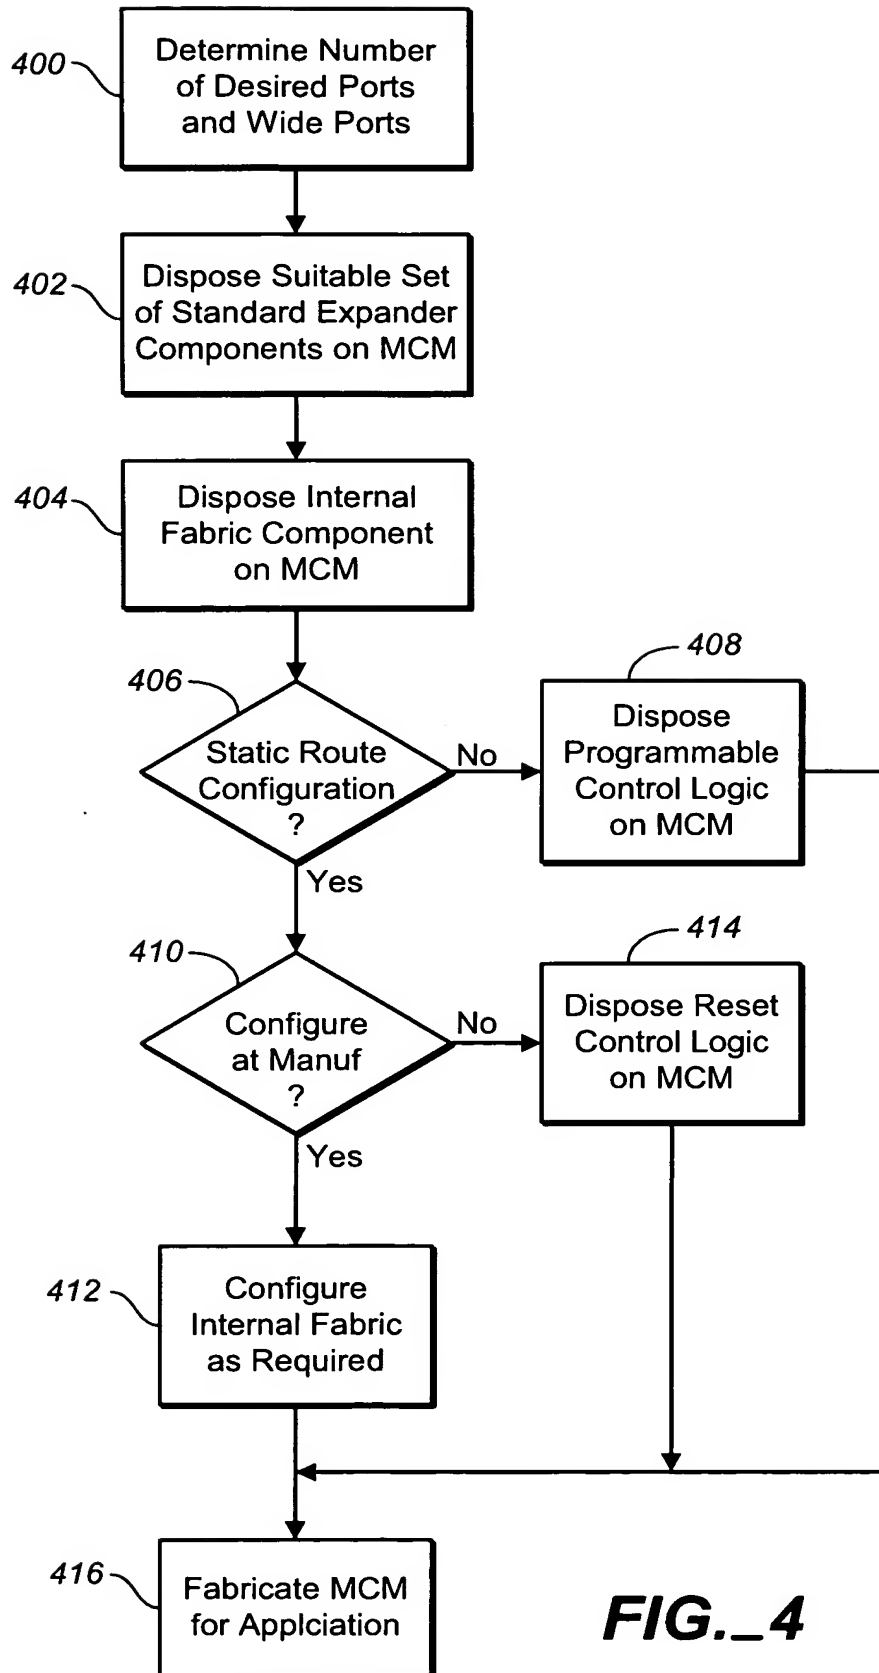 400
Determine Number
of Desired Ports
and Wide Ports
402
Dispose Suitable Set
of Standard Expander
Components on MCM
404
Dispose Internal
Fabric Component
on MCM
406
Static Route
Configuration
?
No
Yes
408
Dispose
Programmable
Control Logic
on MCM
410
Configure
at Manuf
?
No
Yes
414
Dispose Reset
Control Logic
on MCM
412
Configure
Internal Fabric
as Required
416
Fabricate MCM
for Applciation
FIG._4